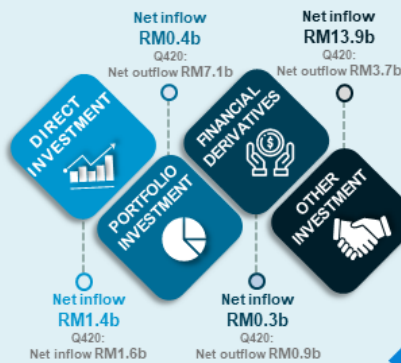 Net inflow
RM0.4b
Q420:
Net outflow RM7.1b
Net inflow
RM13.9b
Q420:
Net outflow RM3.7b
DIRECT
INVESTMENT
PORTFOLIO
INVESTMENT
FINANCIAL
DERIVATIVES
$
OTHER
INVESTMENT
Net inflow
RM1.4b
Q420:
Net inflow RM1.6b
Net inflow
RM0.3b
Q420:
Net outflow RM0.9b